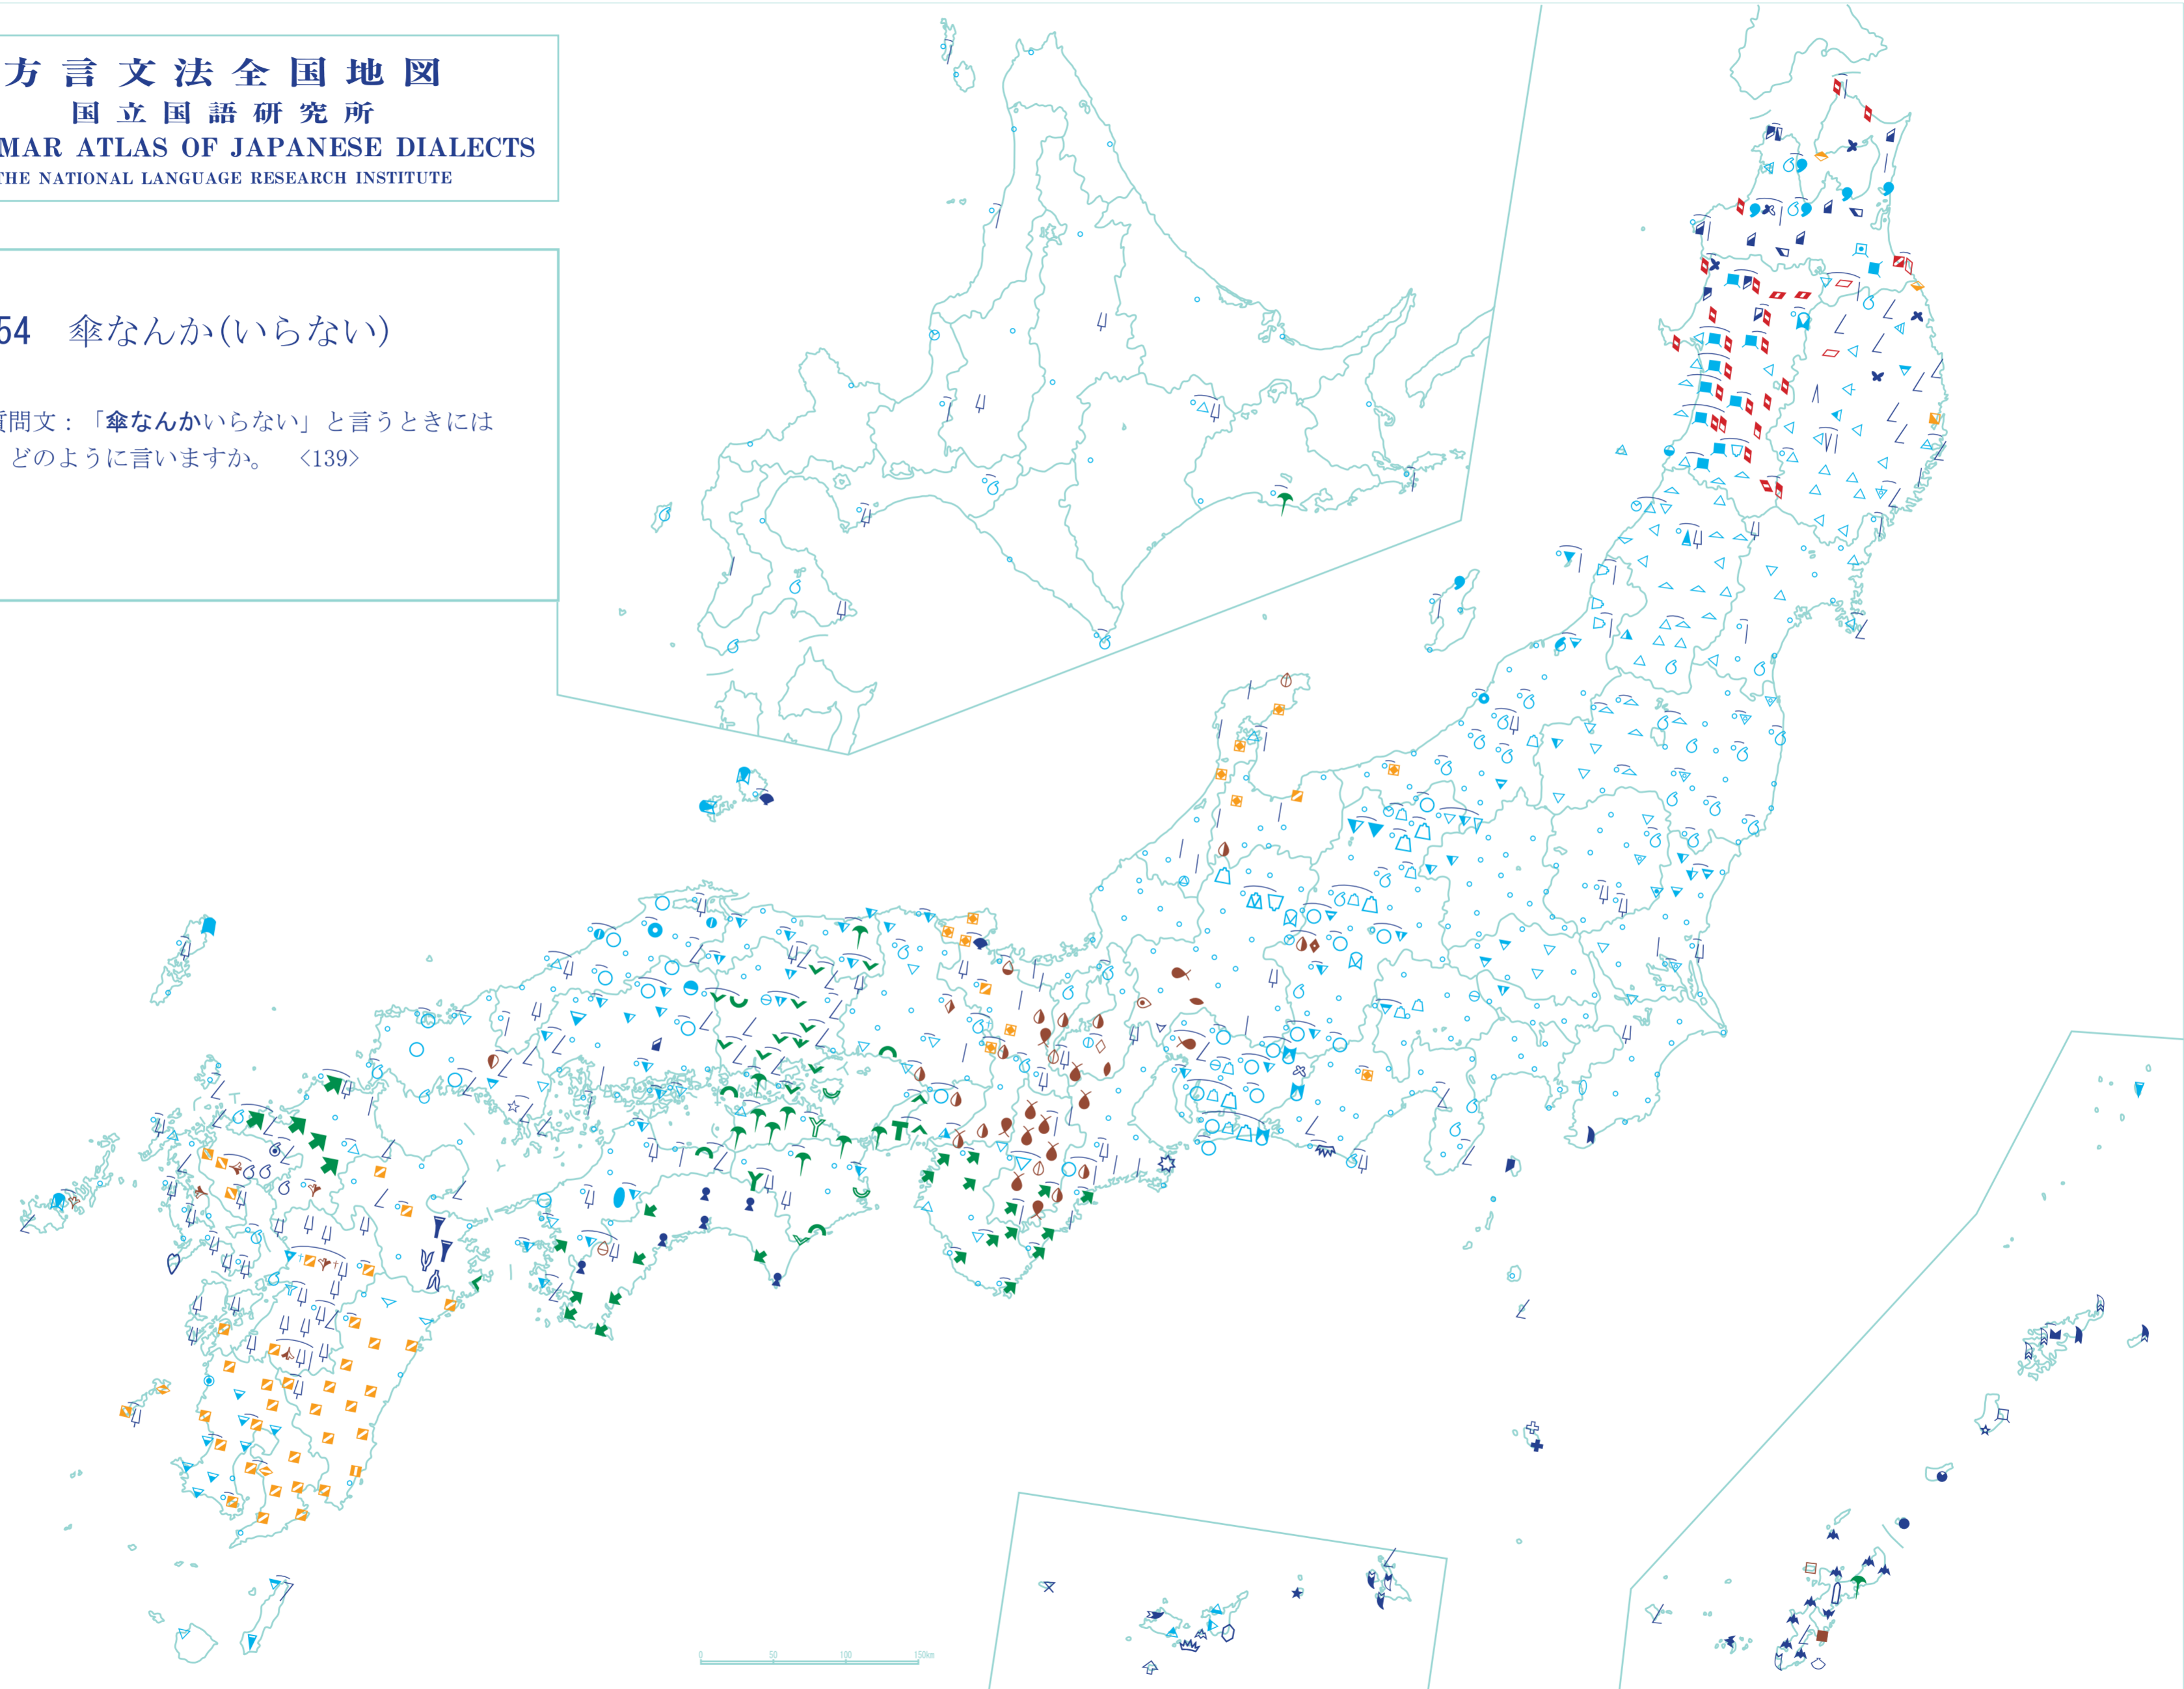 方言文法全国地図
国立国語研究所
MAR ATLAS OF JAPANESE DIALECTS
THE NATIONAL LANGUAGE RESEARCH INSTITUTE
54 傘なんか(いらない)
質問文：「傘なんかいらない」と言うときには
どのように言いますか。 〈139〉
0 50 100 150km